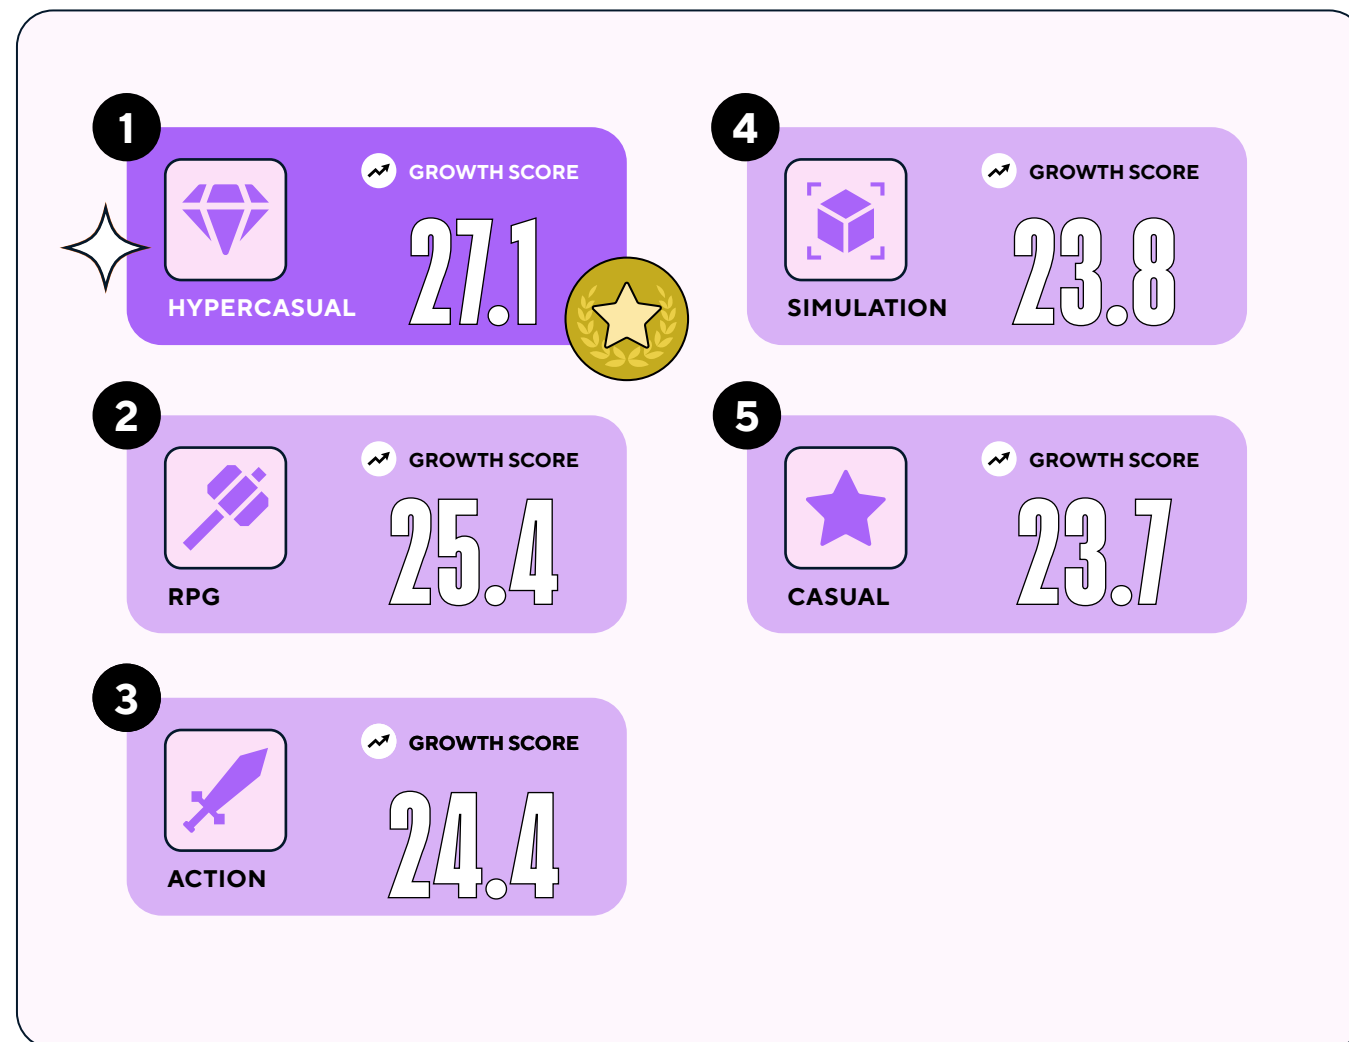 1
GROWTH SCORE
27.1
HYPERCASUAL
2
GROWTH SCORE
25.4
RPG
3
GROWTH SCORE
24.4
ACTION
4
GROWTH SCORE
23.8
SIMULATION
5
GROWTH SCORE
23.7
CASUAL